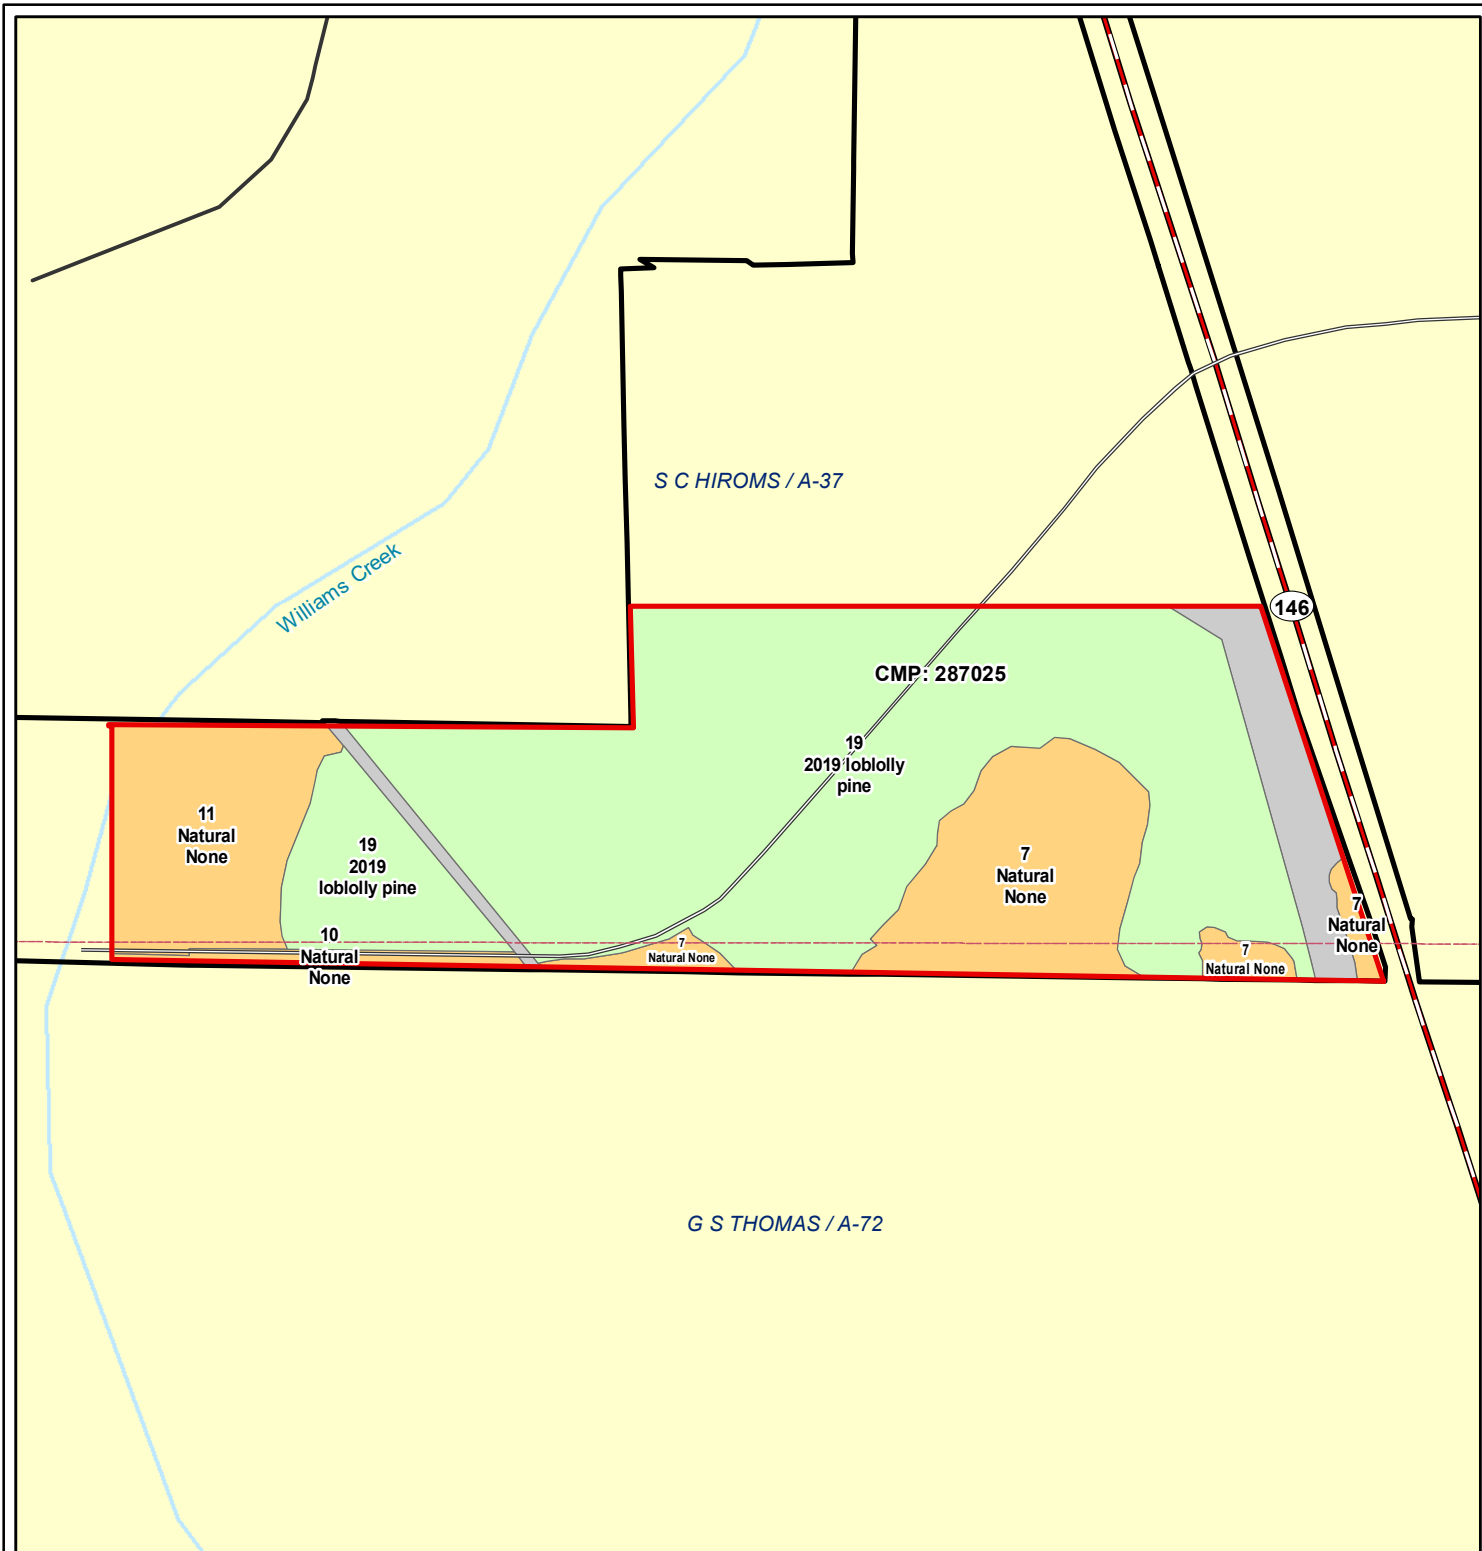 S C HIROMS / A-37
Williams Creek
146
CMP: 287025
19
2019 loblolly
pine
11
Natural
None
19
2019
loblolly pine
7
Natural
None
7
Natural
None
10
Natural
None
7
Natural None
7
Natural None
G S THOMAS / A-72